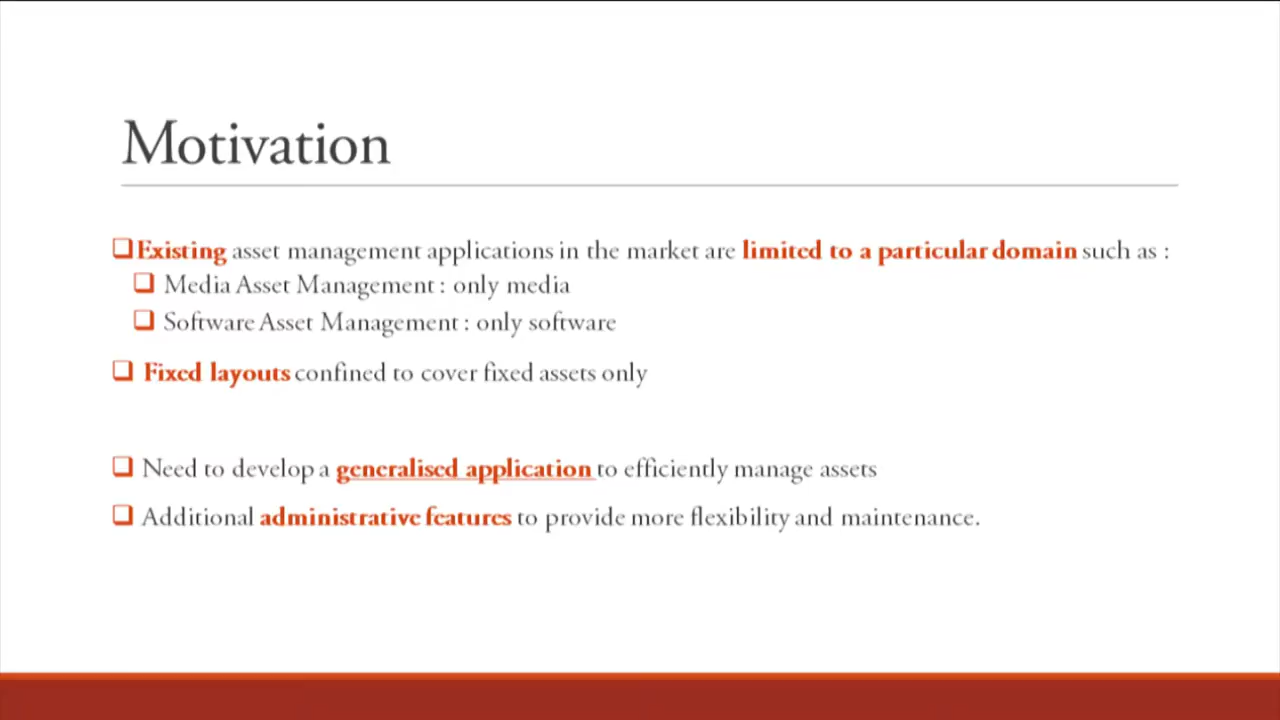 Motivation
Existing asset management applications in the market are limited to a particular domain such as :
Media Asset Management : only media
Software Asset Management : only software
Fixed layouts confined to cover fixed assets only
Need to develop a generalised application to efficiently manage assets
Additional administrative features to provide more flexibility and maintenance.